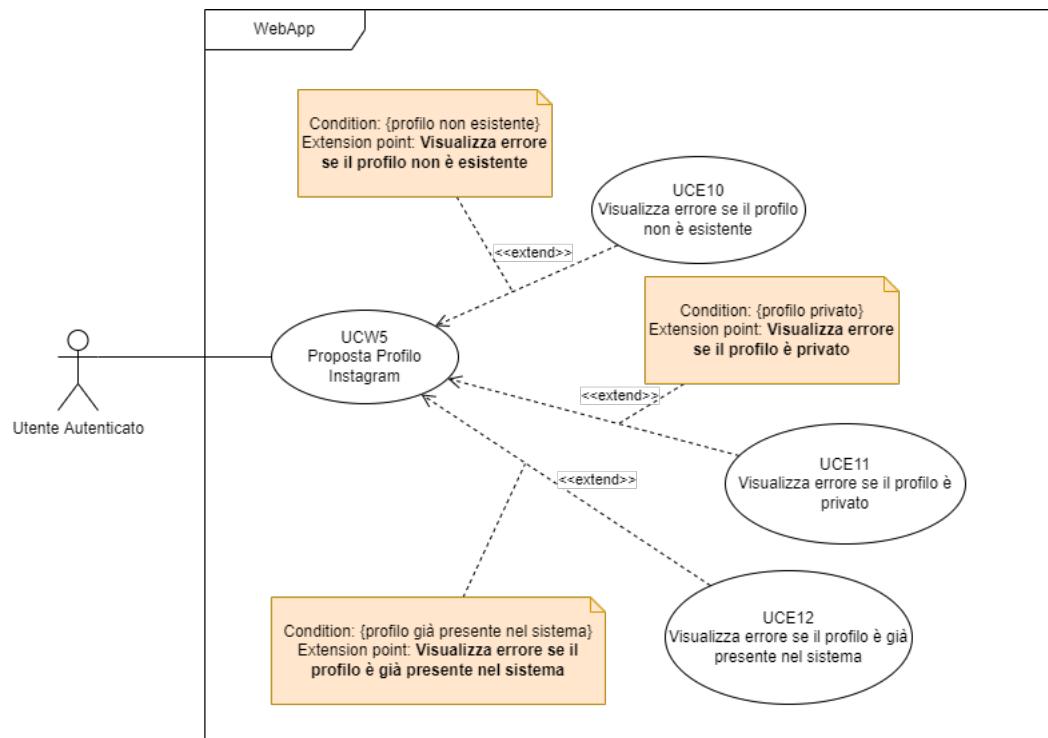 WebApp
Condition: {profilo non esistente}
Extension point: Visualizza errore
se il profilo non è esistente
UCE10
Visualizza errore se il profilo
non è esistente
<<extend>>
Condition: {profilo privato}
Extension point: Visualizza errore
se il profilo è privato
UCW5
Proposta Profilo
Instagram
<<extend>>
Utente Autenticato
UCE11
Visualizza errore se il profilo è
privato
<<extend>>
Condition: {profilo già presente nel sistema}
Extension point: Visualizza errore se il
profilo è già presente nel sistema
UCE12
Visualizza errore se il profilo è già
presente nel sistema